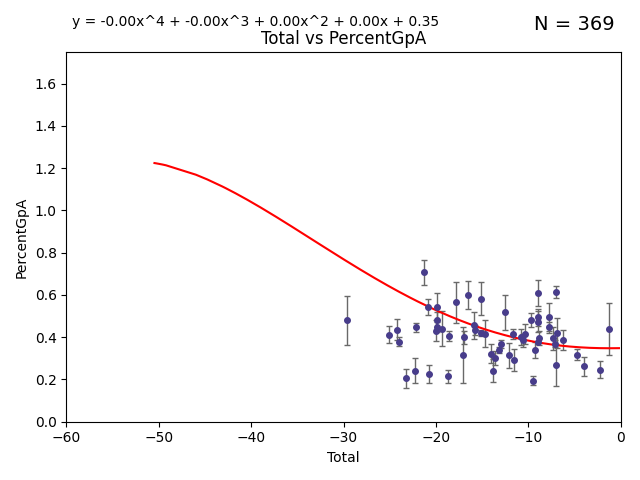 y = -0.00x^4 + -0.00x^3 + 0.00x^2 + 0.00x + 0.35
N = 369
Total vs PercentGpA
PercentGpA
1.6
1.4
1.2
1.0
0.8
0.6
0.4
0.2
0.0
−60 −50 −40 −30 −20 −10 0
Total